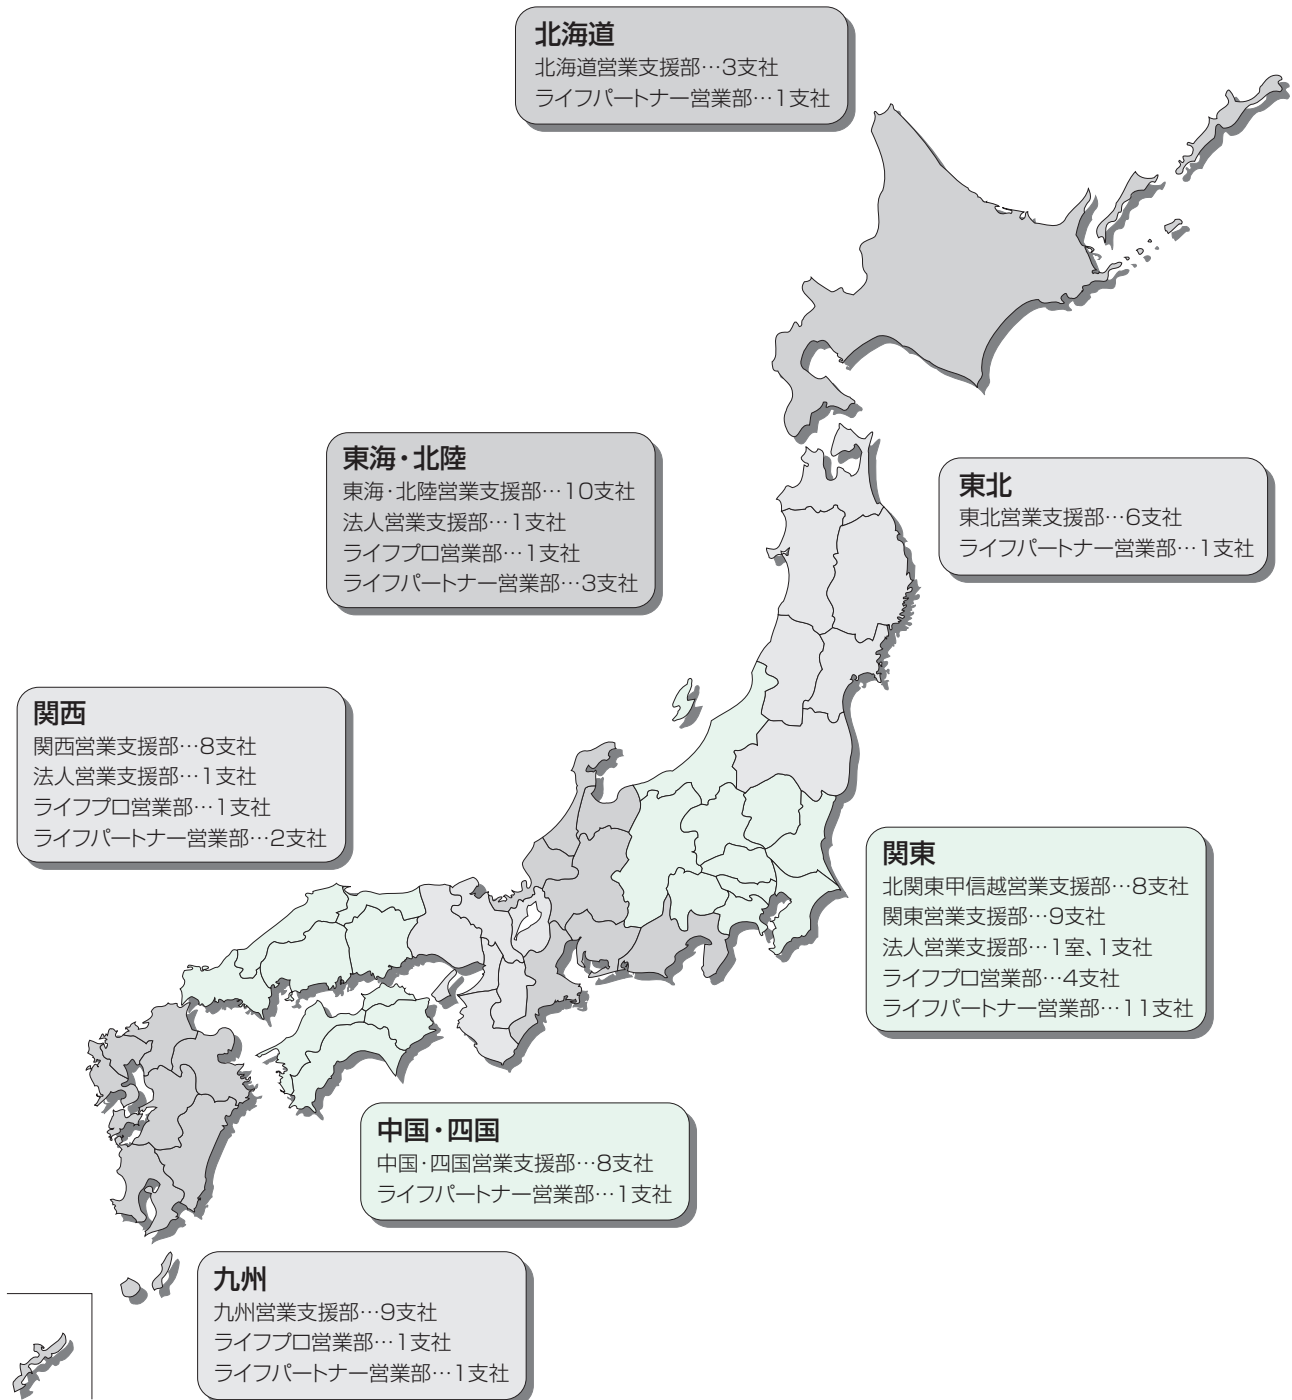 北海道
北海道営業支援部…3支社
ライフパートナー営業部…1支社
東海・北陸
東海・北陸営業支援部…10支社
法人営業支援部…1支社
ライフプロ営業部…1支社
ライフパートナー営業部…3支社
東北
東北営業支援部…6支社
ライフパートナー営業部…1支社
関西
関西営業支援部…8支社
法人営業支援部…1支社
ライフプロ営業部…1支社
ライフパートナー営業部…2支社
関東
北関東甲信越営業支援部…8支社
関東営業支援部…9支社
法人営業支援部…1室、1支社
ライフプロ営業部…4支社
ライフパートナー営業部…11支社
中国・四国
中国・四国営業支援部…8支社
ライフパートナー営業部…1支社
九州
九州営業支援部…9支社
ライフプロ営業部…1支社
ライフパートナー営業部…1支社